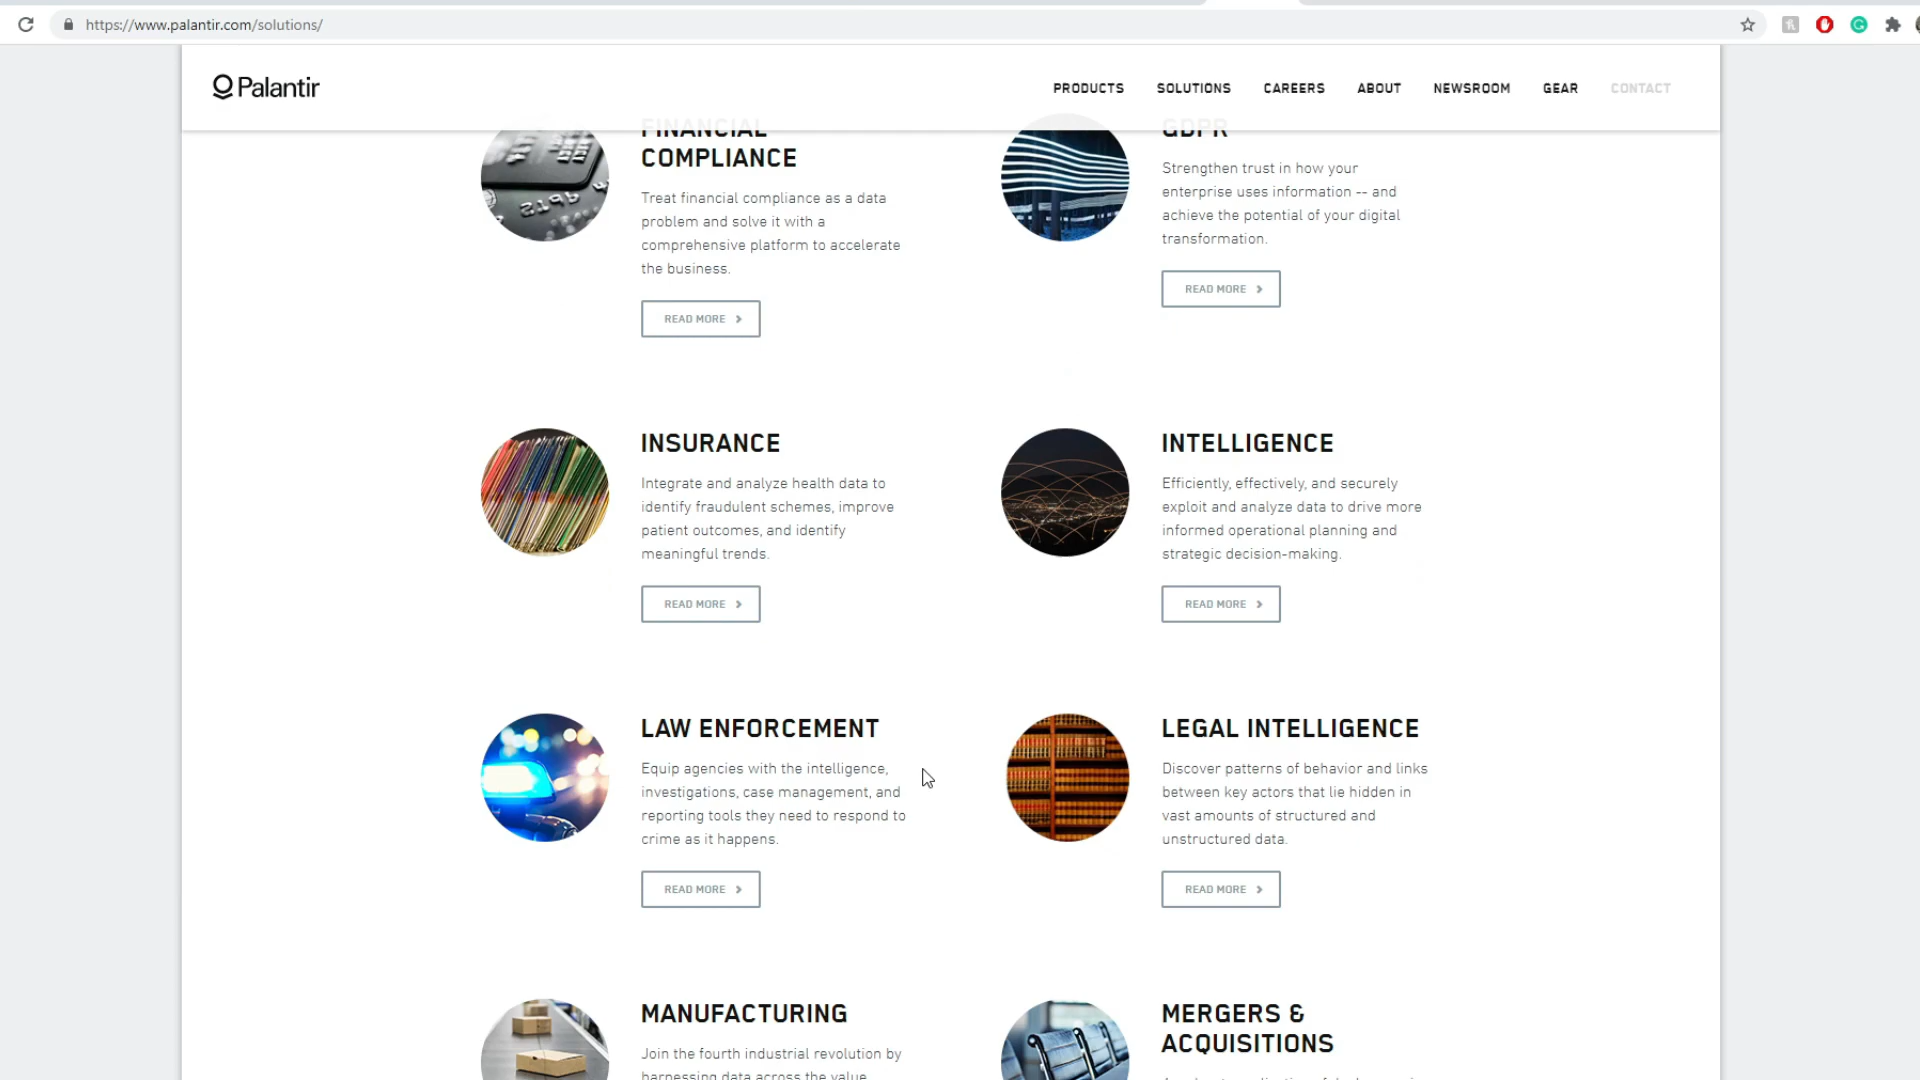 https://www.palantir.com/solutions/
Palantir
PRODUCTS SOLUTIONS CAREERS ABOUT NEWSROOM GEAR CONTACT
FINANCIAL
COMPLIANCE
Treat financial compliance as a data
problem and solve it with a
comprehensive platform to accelerate
the business.
READ MORE
GDPR
Strengthen trust in how your
enterprise uses information -- and
achieve the potential of your digital
transformation.
READ MORE
INSURANCE
Integrate and analyze health data to
identify fraudulent schemes, improve
patient outcomes, and identify
meaningful trends.
READ MORE
INTELLIGENCE
Efficiently, effectively, and securely
exploit and analyze data to drive more
informed operational planning and
strategic decision-making.
READ MORE
LAW ENFORCEMENT
Equip agencies with the intelligence,
investigations, case management, and
reporting tools they need to respond to
crime as it happens.
READ MORE
LEGAL INTELLIGENCE
Discover patterns of behavior and links
between key actors that lie hidden in
vast amounts of structured and
unstructured data.
READ MORE
MANUFACTURING
Join the fourth industrial revolution by
harnessing data across the value
MERGERS &
ACQUISITIONS